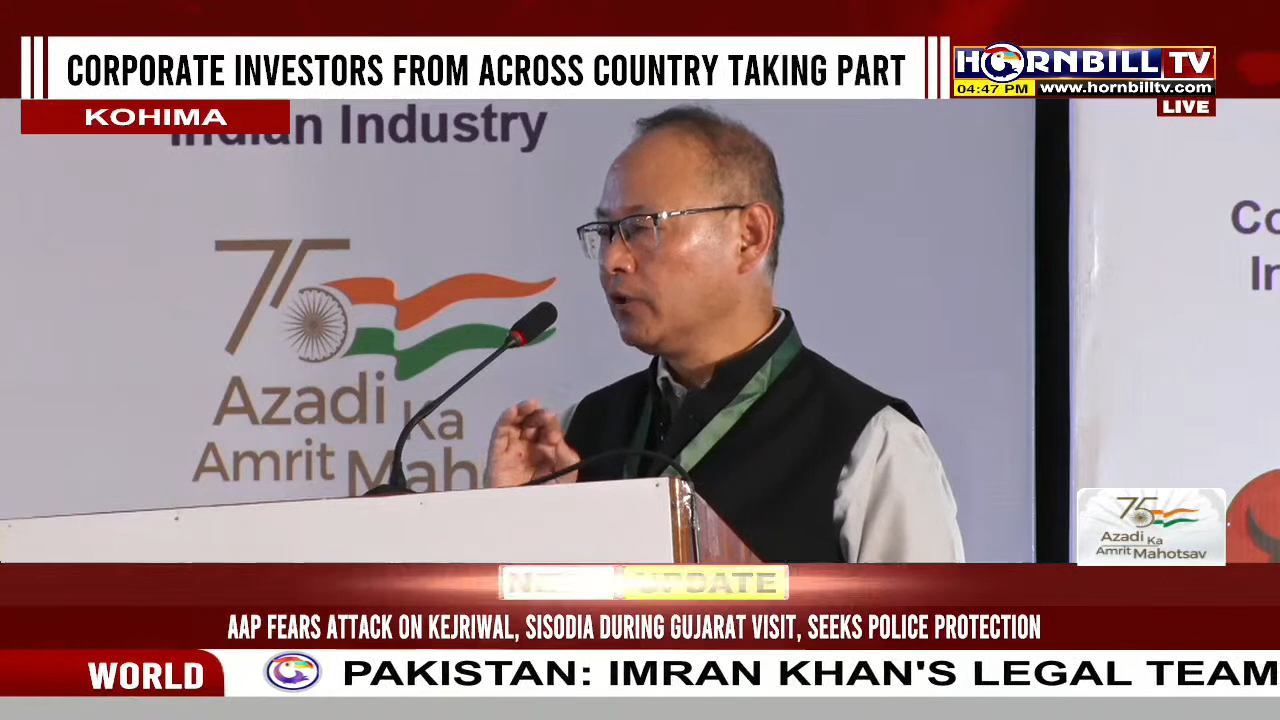 CORPORATE INVESTORS FROM ACROSS COUNTRY TAKING PART
HORNBILL TV
04:47 PM www.hornbilltv.com
LIVE
KOHIMA
Indian Industry
75
Azadi Ka
Amrit
Co
In
75
Azadi Ka
Amrit Mahotsav
UPDATE
AAP FEARS ATTACK ON KEJRIWAL, SISODIA DURING GUJARAT VISIT, SEEKS POLICE PROTECTION
WORLD
PAKISTAN: IMRAN KHAN'S LEGAL TEAM